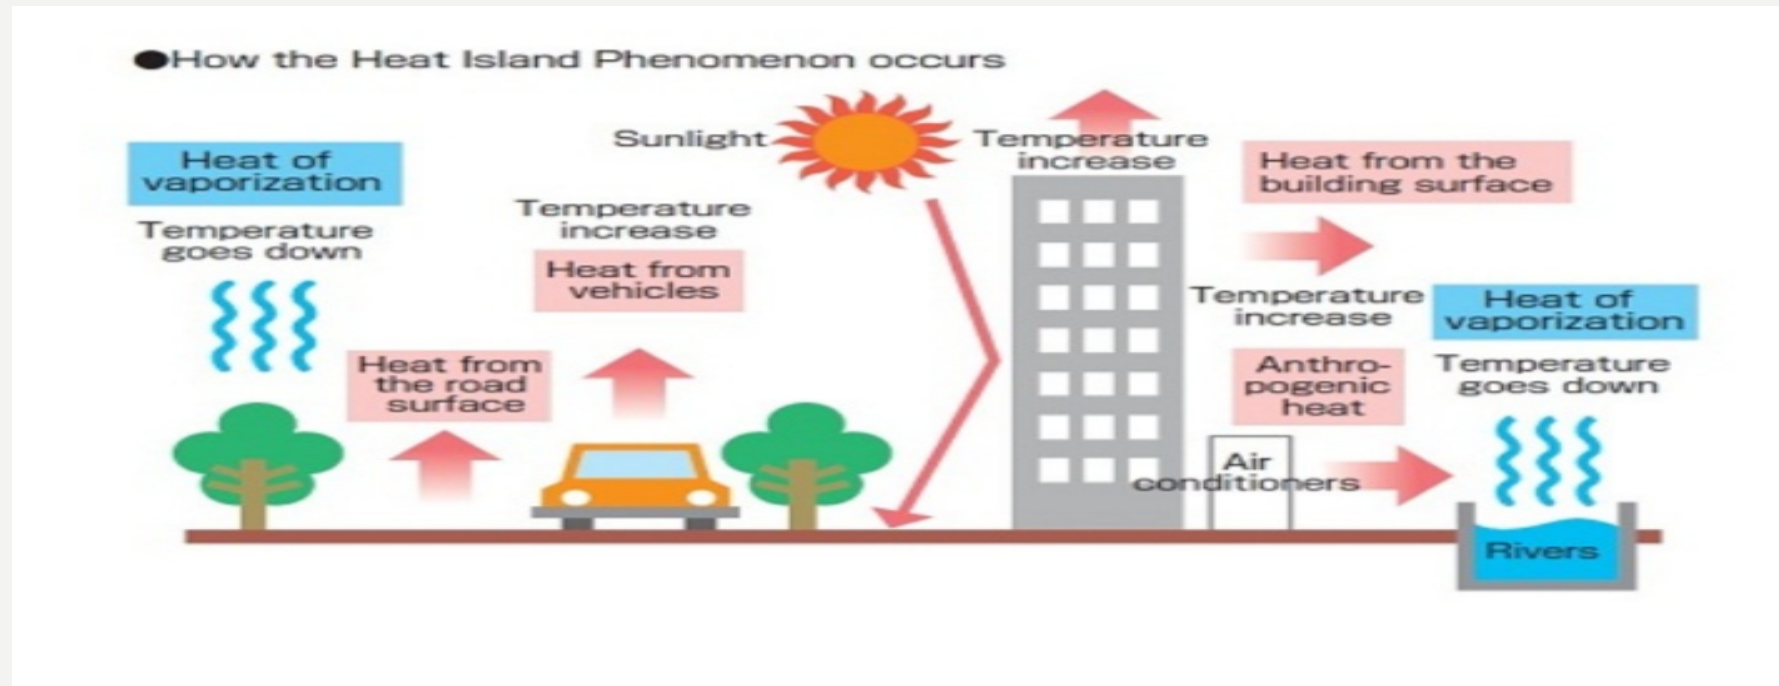 ●How the Heat Island Phenomenon occurs
Heat of
vaporization
Temperature
goes down
Heat from
the road
surface
Temperature
increase
Heat from
vehicles
Sunlight
Temperature
increase
Heat from the
building surface
Temperature
increase
Anthro-
pogenic
heat
Air
conditioners
Heat of
vaporization
Temperature
goes down
Rivers